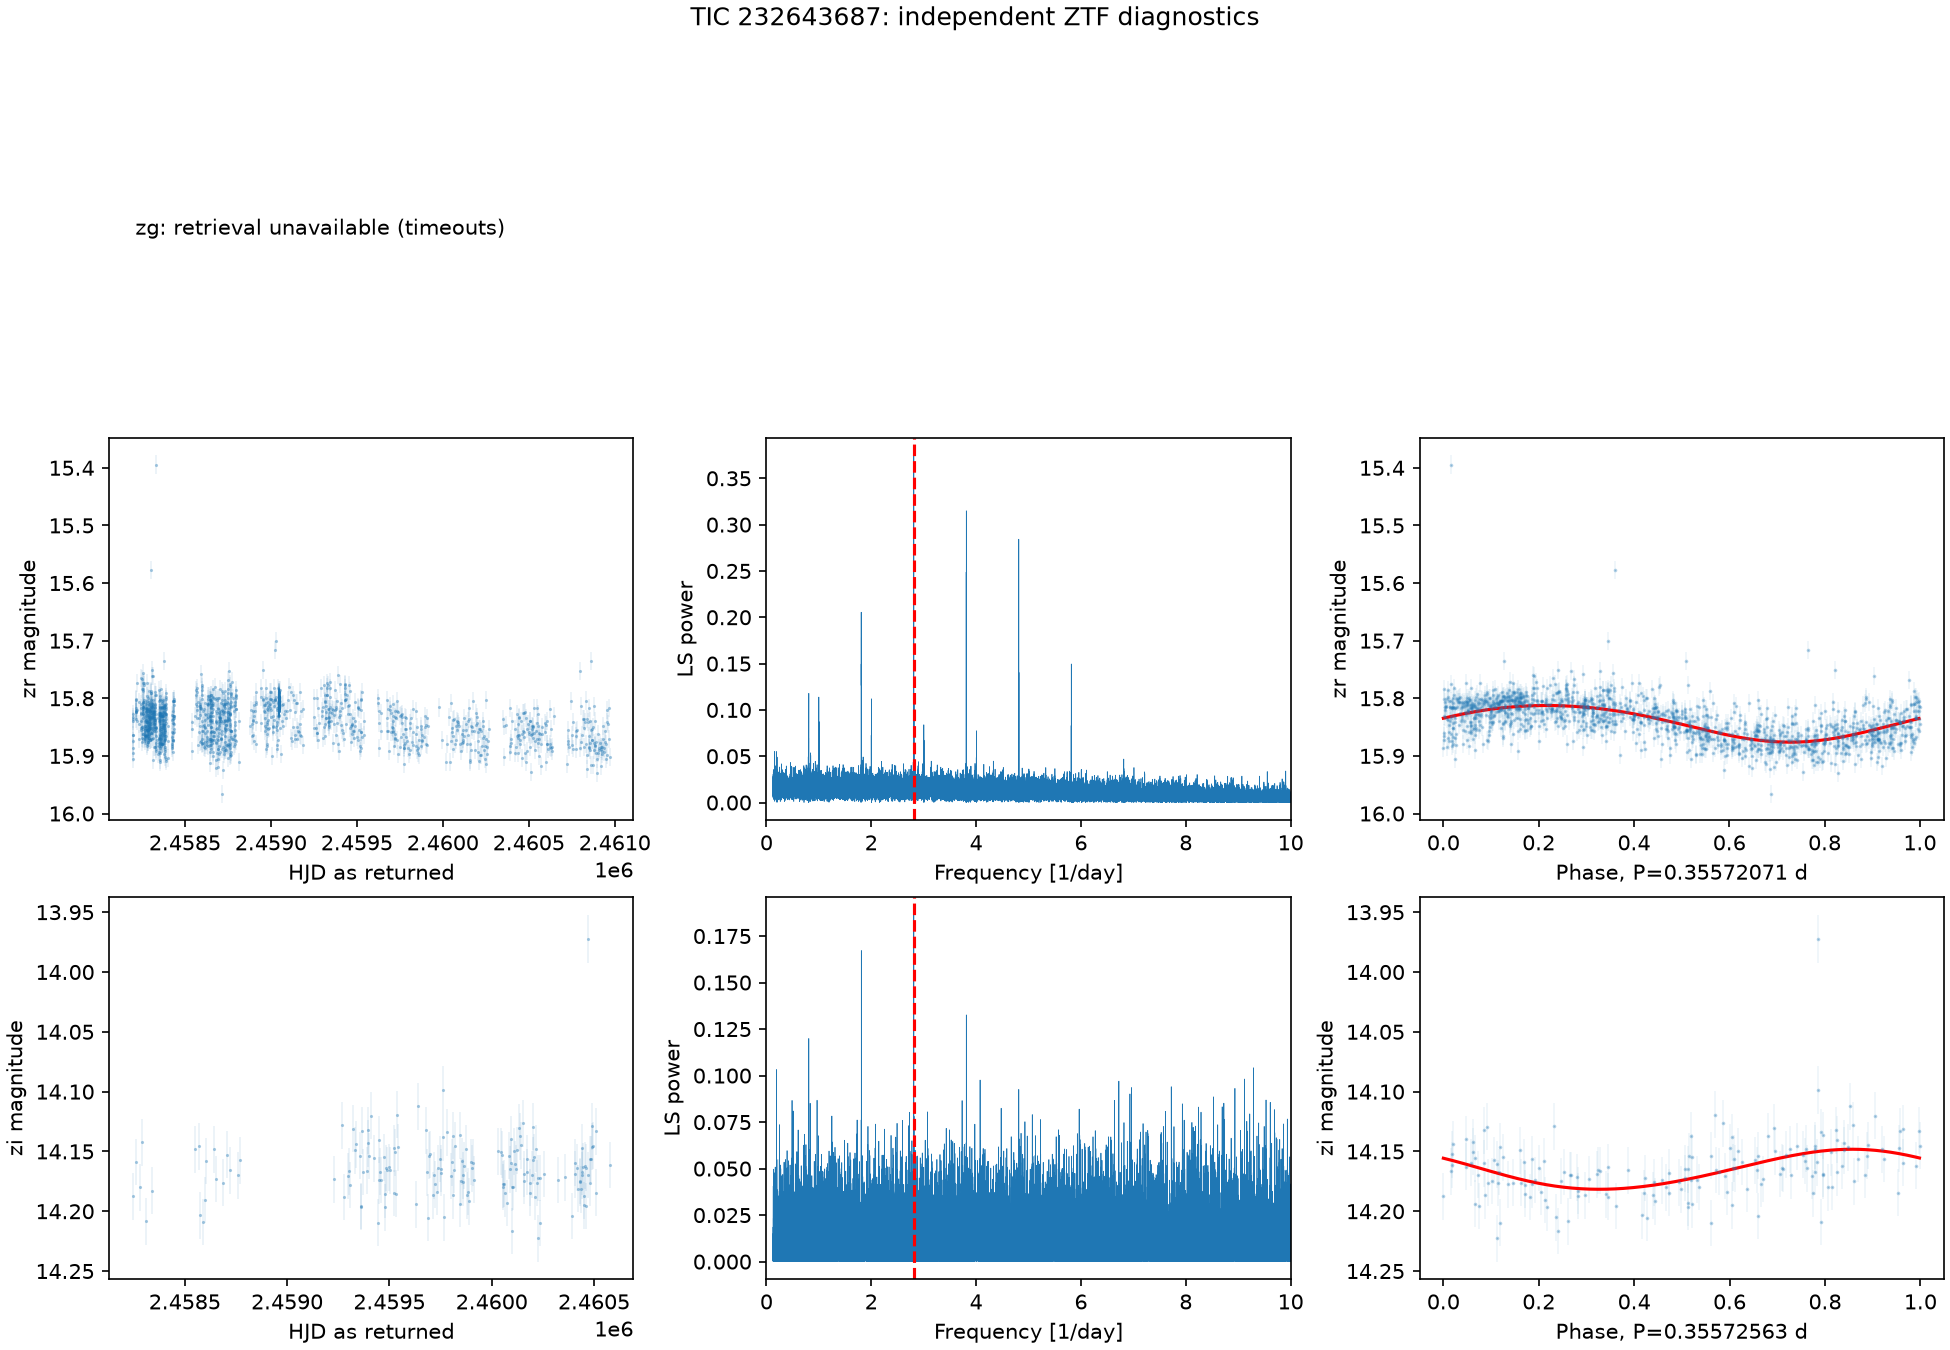 TIC 232643687: independent ZTF diagnostics
zg: retrieval unavailable (timeouts)
zr magnitude
15.4
15.5
15.6
15.7
15.8
15.9
16.0
2.4585 2.4590 2.4595 2.4600 2.4605 2.4610
1e6
HJD as returned
LS power
0.35
0.30
0.25
0.20
0.15
0.10
0.05
0.00
0 2 4 6 8 10
Frequency [1/day]
zr magnitude
15.4
15.5
15.6
15.7
15.8
15.9
16.0
0.0 0.2 0.4 0.6 0.8 1.0
Phase, P=0.35572071 d
zi magnitude
13.95
14.00
14.05
14.10
14.15
14.20
14.25
2.4585 2.4590 2.4595 2.4600 2.4605
1e6
HJD as returned
LS power
0.175
0.150
0.125
0.100
0.075
0.050
0.025
0.000
0 2 4 6 8 10
Frequency [1/day]
zi magnitude
13.95
14.00
14.05
14.10
14.15
14.20
14.25
0.0 0.2 0.4 0.6 0.8 1.0
Phase, P=0.35572563 d